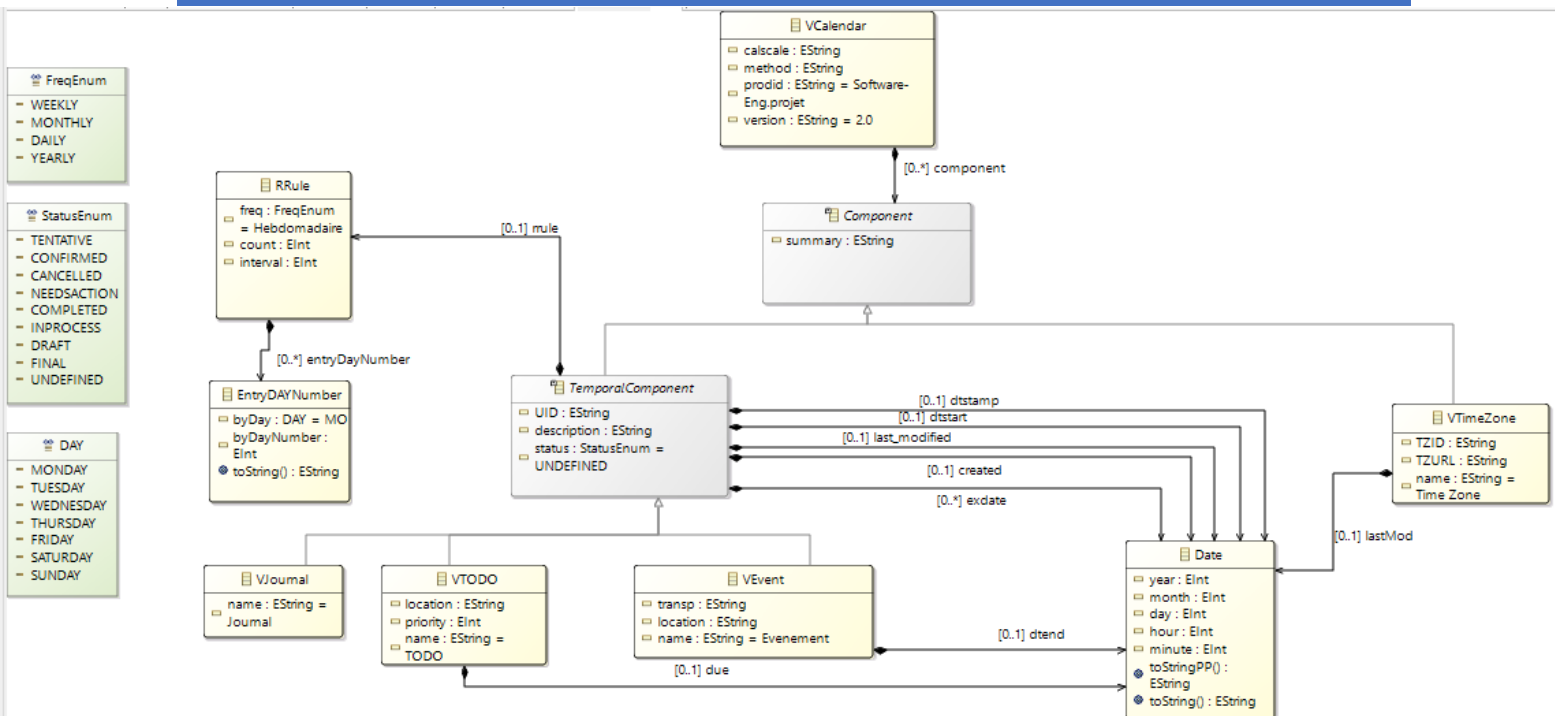 VCalendar
calscale : EString
method : EString
prodid : EString = Software-
Eng.projet
version : EString = 2.0
FreqEnum
WEEKLY
MONTHLY
DAILY
YEARLY
[0..*] component
RRule
freq : FreqEnum
= Hebdomadaire
count : EInt
interval : EInt
StatusEnum
TENTATIVE
CONFIRMED
CANCELLED
NEEDSACTION
COMPLETED
INPROCESS
DRAFT
FINAL
UNDEFINED
[0..1] rrule
Component
summary : EString
[0..*] entryDayNumber
EntryDAYNumber
byDay : DAY = MO
byDayNumber :
EInt
toString() : EString
TemporalComponent
UID : EString
description : EString
status : StatusEnum =
UNDEFINED
[0..1] dtstamp
[0..1] dtstart
[0..1] last_modified
[0..1] created
[0..*] exdate
VTimeZone
TZID : EString
TZURL : EString
name : EString =
Time Zone
DAY
MONDAY
TUESDAY
WEDNESDAY
THURSDAY
FRIDAY
SATURDAY
SUNDAY
[0..1] lastMod
VJournal
name : EString =
Journal
VTODO
location : EString
priority : EInt
name : EString =
TODO
VEvent
transp : EString
location : EString
name : EString = Evenement
[0..1] dtend
[0..1] due
Date
year : EInt
month : EInt
day : EInt
hour : EInt
minute : EInt
toStringPP() :
EString
toString() : EString